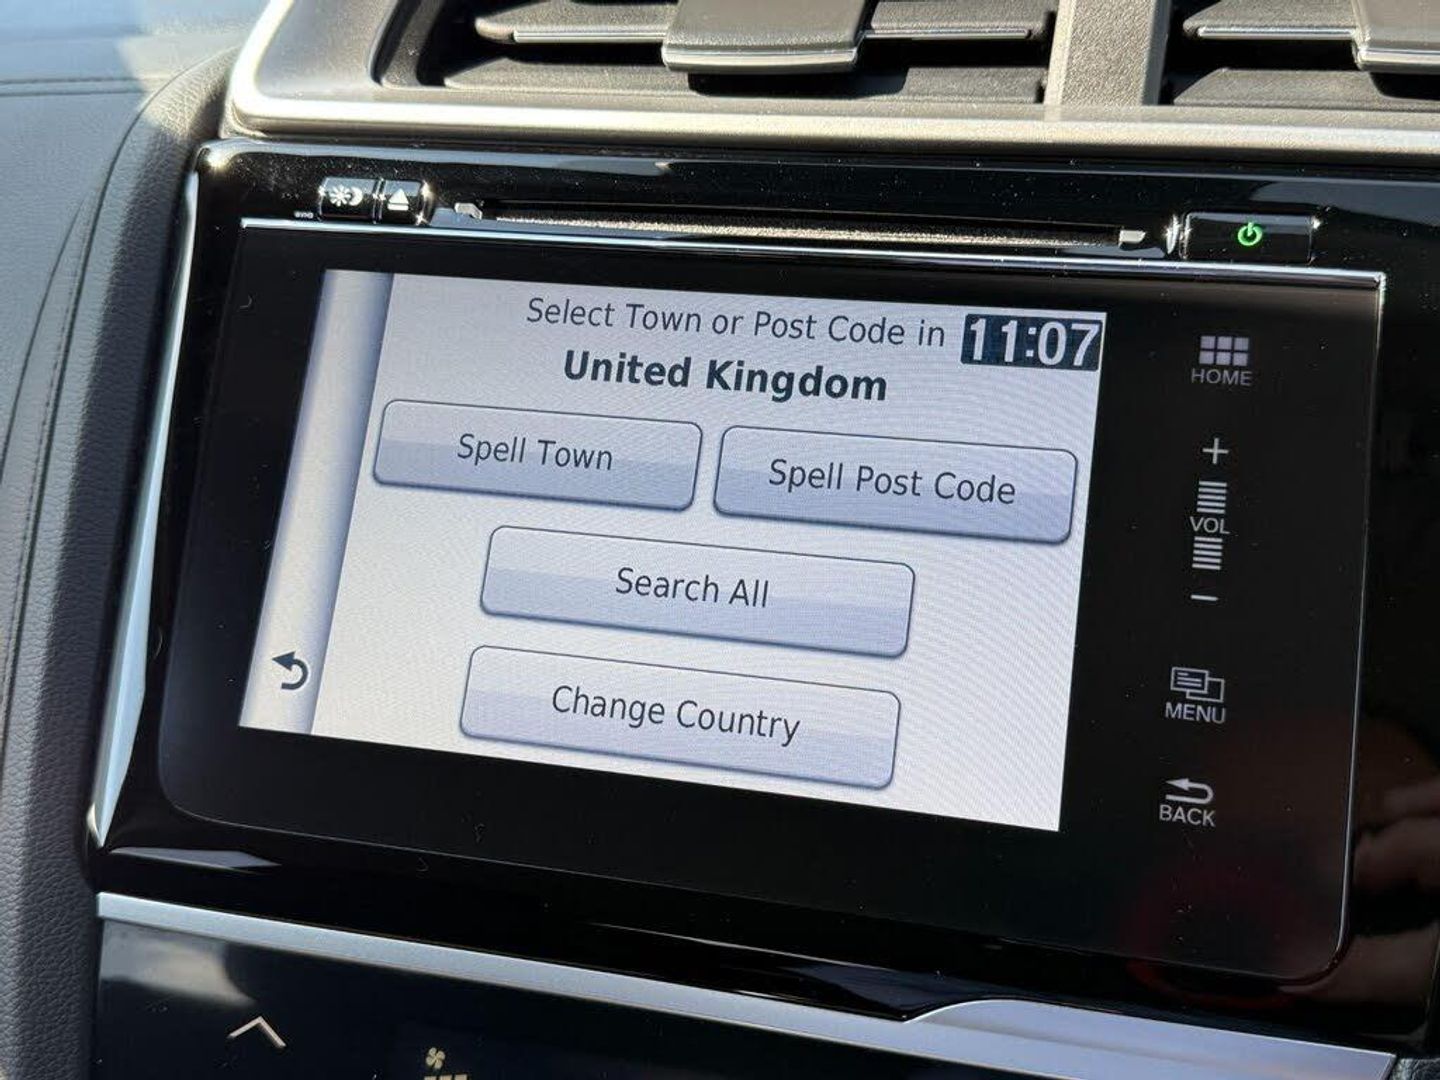 Select Town or Post Code in
11:07
United Kingdom
Spell Town
Spell Post Code
Search All
Change Country
HOME
+
VOL
−
MENU
BACK